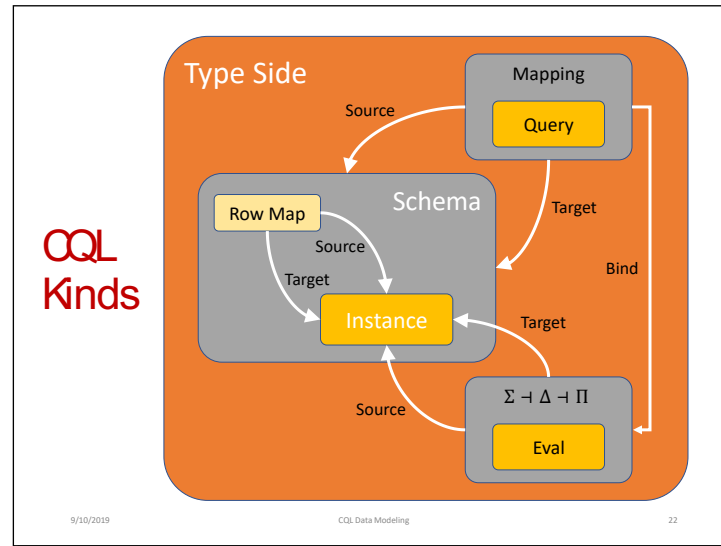 CQL
Kinds
Type Side
Mapping
Source
Query
Schema
Row Map
Target
Source
Target
Bind
Instance
Target
Source
Σ ⊣ Δ ⊣ Π
Eval
9/10/2019
CQL Data Modeling
22